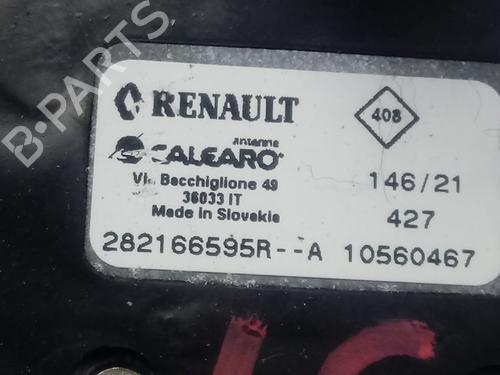 B-PARTS
RENAULT
408
antenne
CALEARO
Via Bacchiglione 49
36033 IT
Made in Slovakia
146/21
427
282166595R--A 10560467